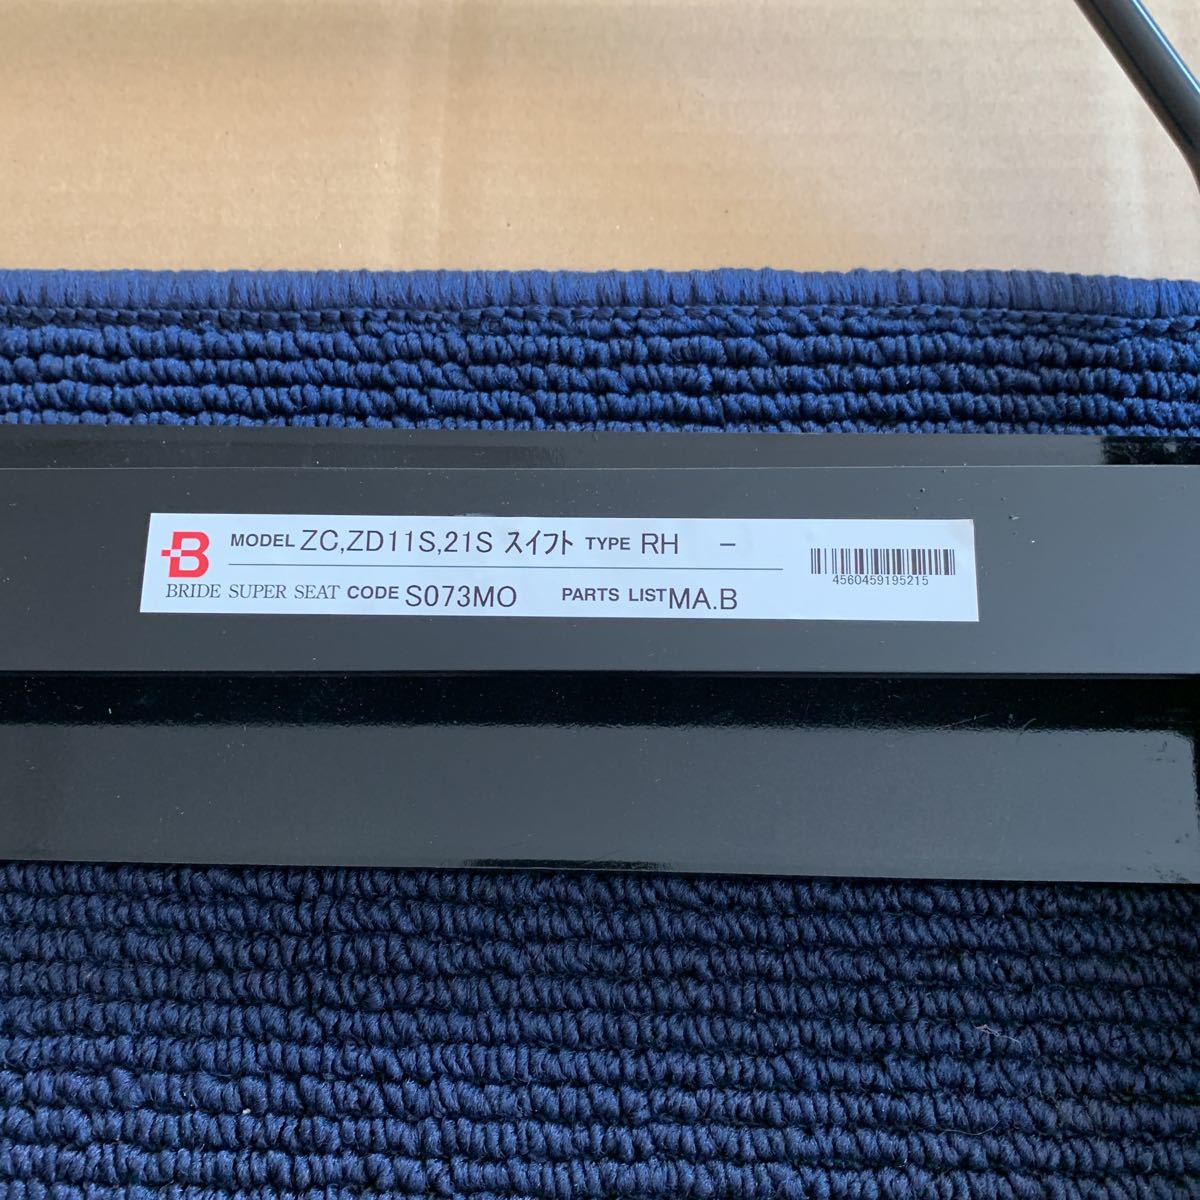 B MODEL ZC,ZD11S,21S スイフト TYPE RH -
BRIDE SUPER SEAT CODE S073MO PARTS LIST MA.B
4560459195215